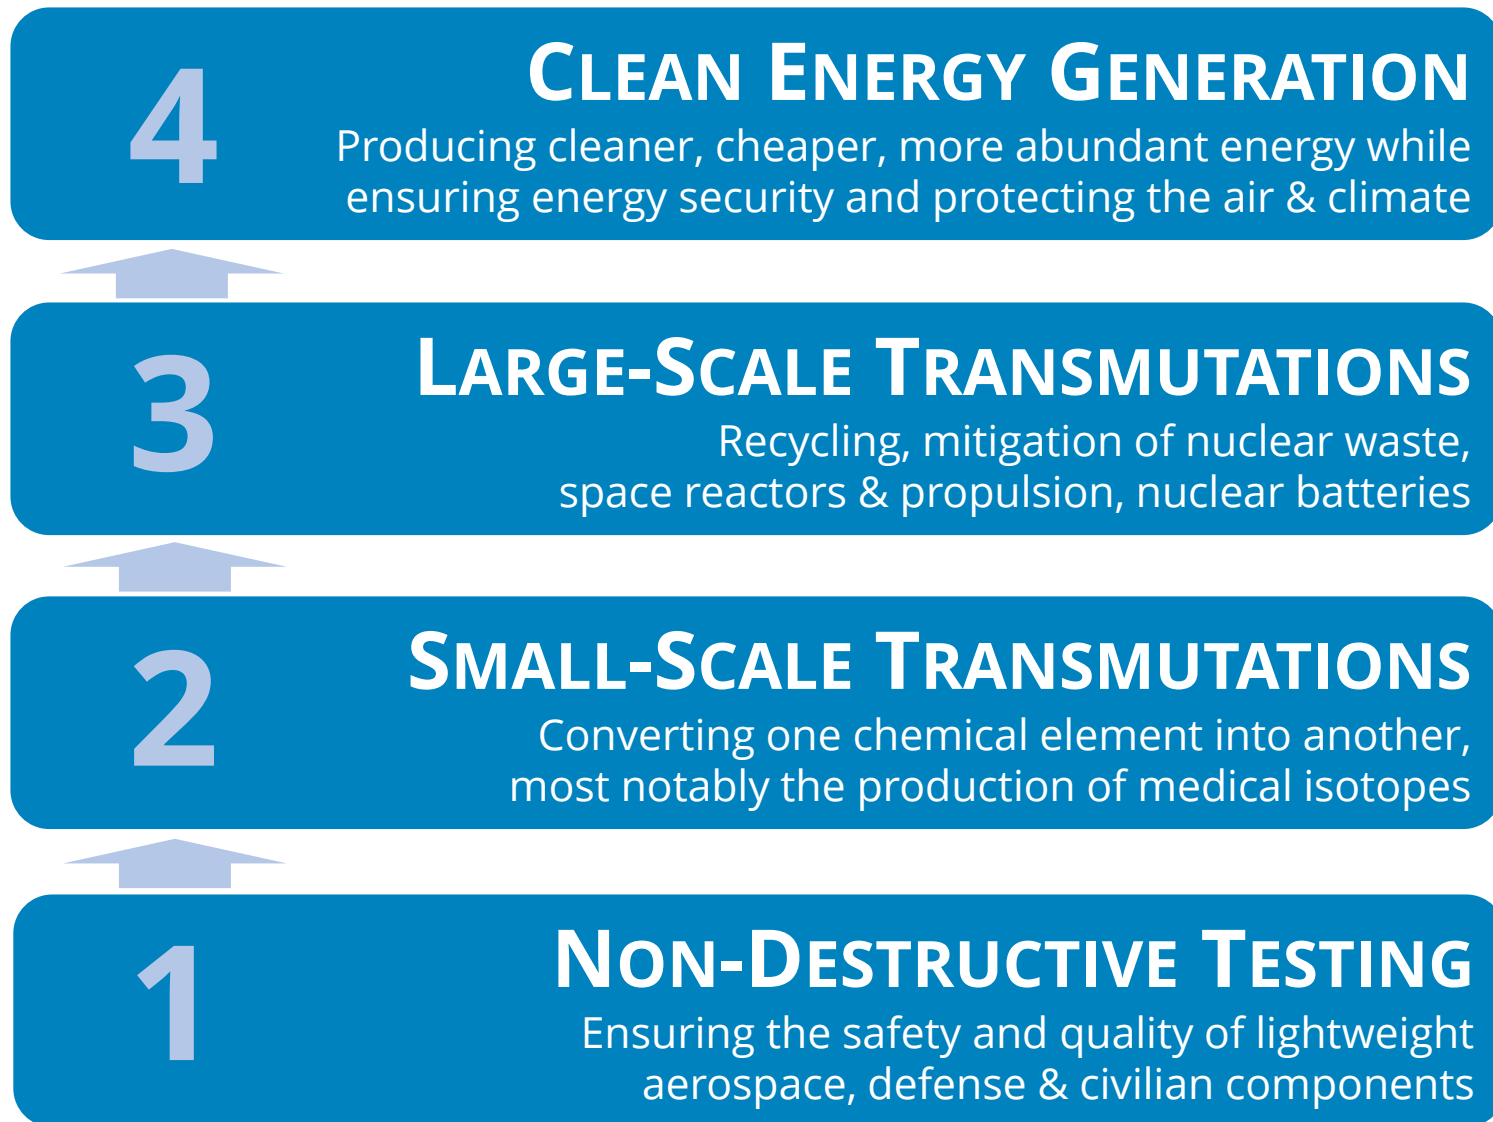 4
CLEAN ENERGY GENERATION
Producing cleaner, cheaper, more abundant energy while
ensuring energy security and protecting the air & climate
3
LARGE-SCALE TRANSMUTATIONS
Recycling, mitigation of nuclear waste,
space reactors & propulsion, nuclear batteries
2
SMALL-SCALE TRANSMUTATIONS
Converting one chemical element into another,
most notably the production of medical isotopes
1
NON-DESTRUCTIVE TESTING
Ensuring the safety and quality of lightweight
aerospace, defense & civilian components